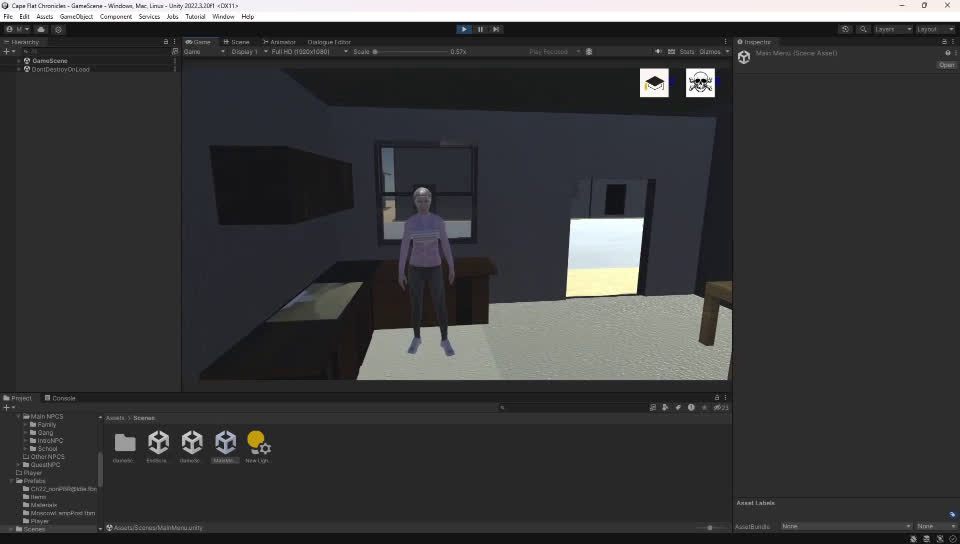 Cape Flat Chronicles - GameScene - Windows, Mac, Linux - Unity 2022.3.20f1 <DX11>
File Edit Assets GameObject Component Services Jobs Tutorial Window Help
M
Layers Layout
Hierarchy Game Scene Animator Dialogue Editor Inspector
All
Game Display 1 Full HD (1920x1080) Scale 0.57x Play Focused Stats Gizmos
Main Menu (Scene Asset)
Open
GameScene
DontDestroyOnLoad
Project Console
23
Assets > Scenes
Main NPCS
Family
Gang
IntroNPC
School
Other NPCS
QuestNPC
Player
Prefabs
Ch22_nonPBR@Idle.fbx
Items
Materials
MoscowLampPost.fbm
Player
Scenes
GameSc... EndScre... GameSc... MainMe... New Ligh...
Assets/Scenes/MainMenu.unity
Asset Labels
AssetBundle None None